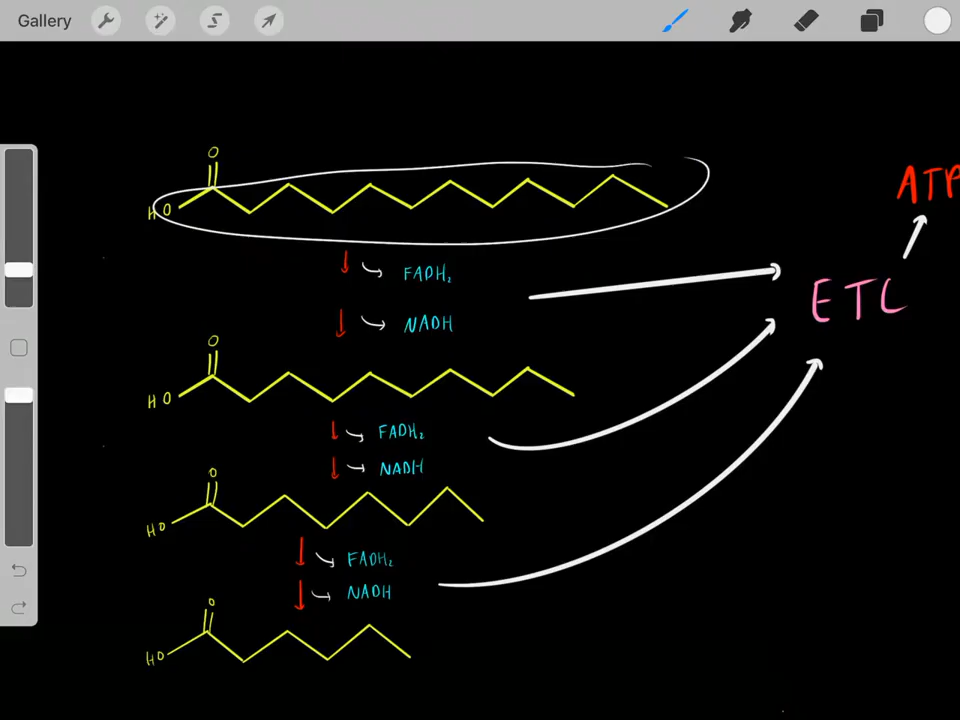 Gallery
O
HO
ATP
FADH₂
ETC
NADH
O
HO
FADH₂
NADH
O
HO
FADH₂
NADH
O
HO